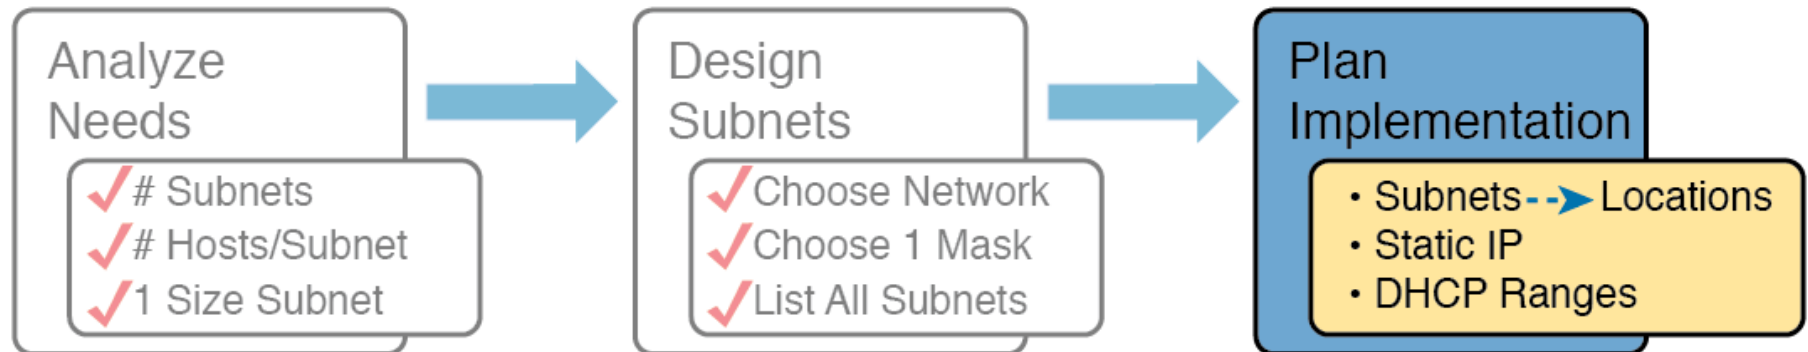 Analyze
Needs
# Subnets
# Hosts/Subnet
1 Size Subnet
Design
Subnets
Choose Network
Choose 1 Mask
List All Subnets
Plan
Implementation
• Subnets Locations
• Static IP
• DHCP Ranges